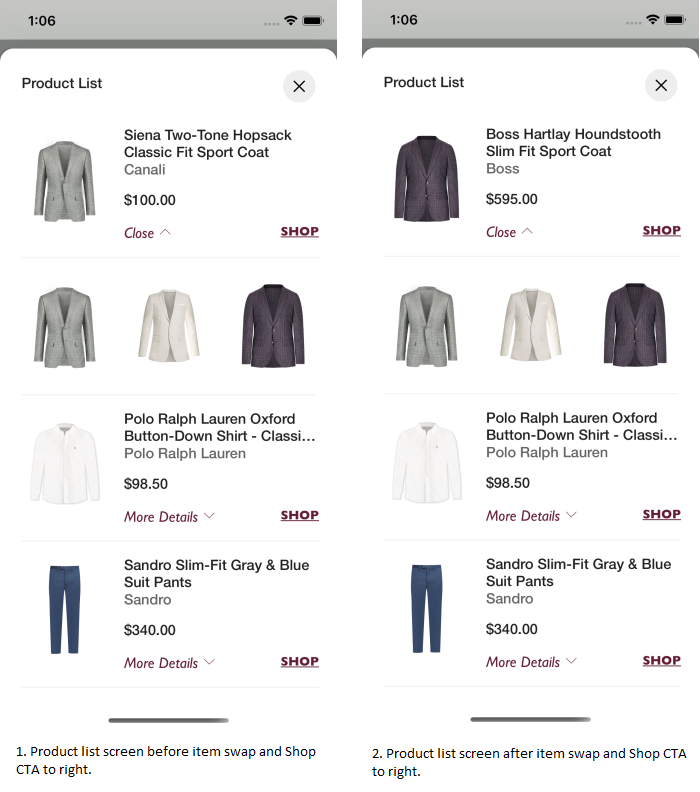 1:06
Product List
Siena Two-Tone Hopsack
Classic Fit Sport Coat
Canali
$100.00
Close
SHOP
Polo Ralph Lauren Oxford
Button-Down Shirt - Classi...
Polo Ralph Lauren
$98.50
More Details
SHOP
Sandro Slim-Fit Gray & Blue
Suit Pants
Sandro
$340.00
More Details
SHOP
1. Product list screen before item swap and Shop
CTA to right.
1:06
Product List
Boss Hartlay Houndstooth
Slim Fit Sport Coat
Boss
$595.00
Close
SHOP
Polo Ralph Lauren Oxford
Button-Down Shirt - Classi...
Polo Ralph Lauren
$98.50
More Details
SHOP
Sandro Slim-Fit Gray & Blue
Suit Pants
Sandro
$340.00
More Details
SHOP
2. Product list screen after item swap and Shop CTA
to right.